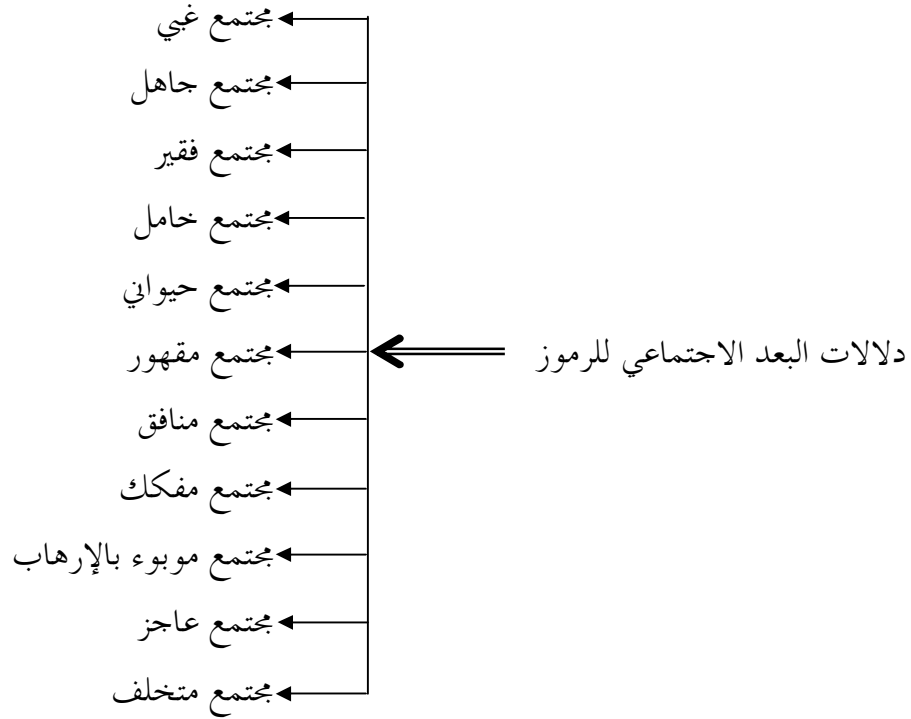 مجتمع غبي
مجتمع جاهل
مجتمع فقير
مجتمع خامل
مجتمع حيواني
دلالات البعد الاجتماعي للرموز
مجتمع مقهور
مجتمع منافق
مجتمع مفكك
مجتمع موبوء بالإرهاب
مجتمع عاجز
مجتمع متخلف